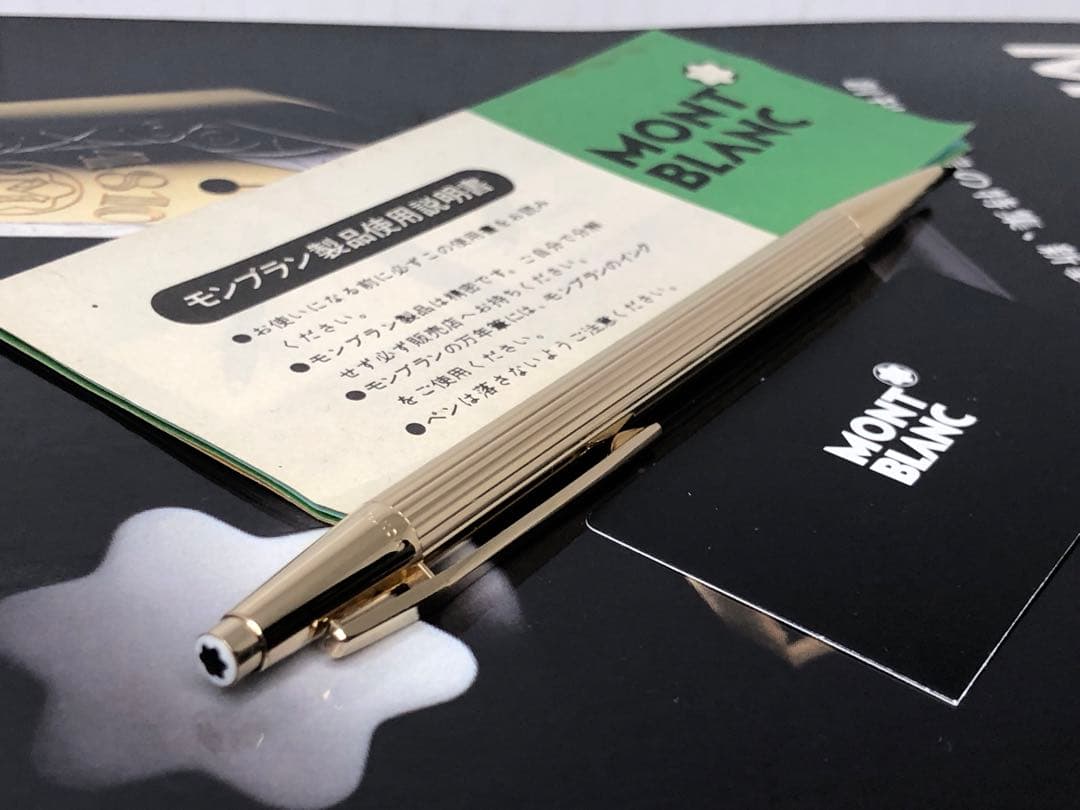 MONT
BLANC
モンブラン製品使用説明書
●お使いになる前に必ずこの使用書をお読み
ください。
●モンブラン製品は精密です。ご自分で分解
せず必ず販売店へお持ちください。
●モンブランの万年筆には、モンブランのインク
をご使用ください。
●ペンは落さないようご注意ください。
MONT
BLANC
の特集、